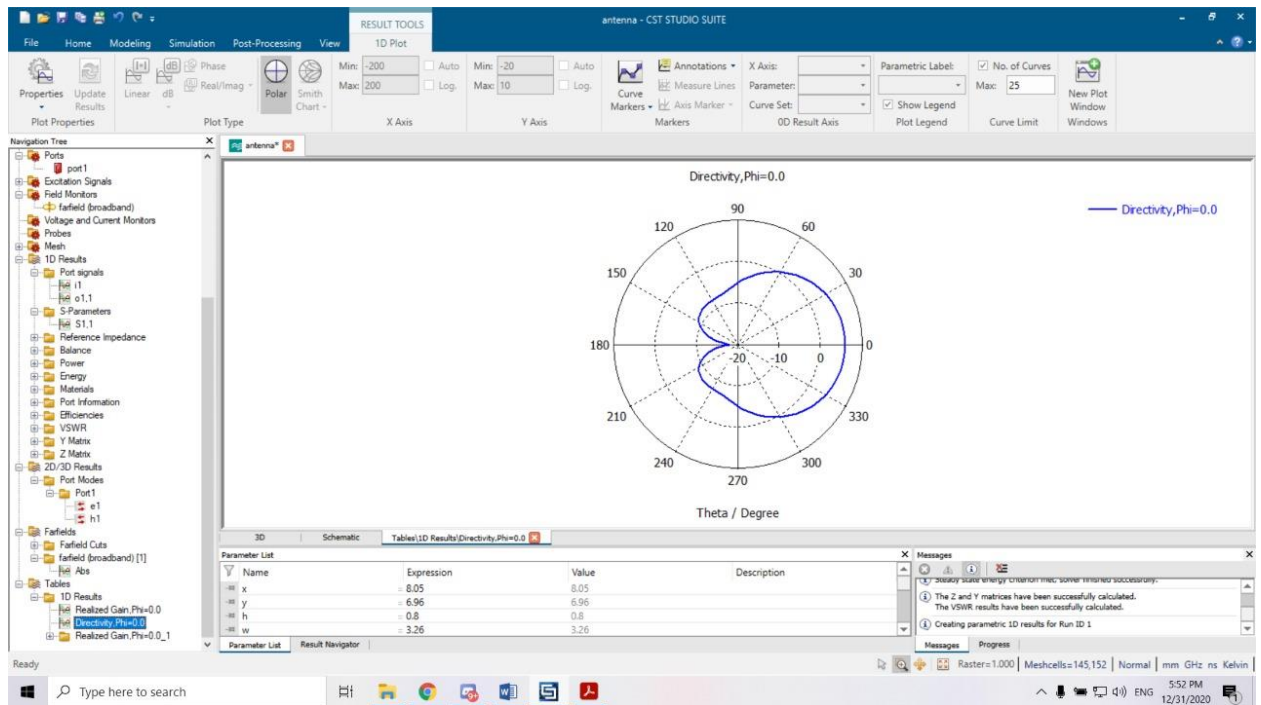 RESULT TOOLS
antenna - CST STUDIO SUITE
File Home Modeling Simulation Post-Processing View 1D Plot
Properties
Update Results
Linear
dB
Phase
Real/Imag
Polar
Smith Chart
Plot Properties
Plot Type
Min: -200 Auto
Max: 200 Log.
X Axis
Min: -20 Auto
Max: 10 Log.
Y Axis
Curve Markers
Annotations
Measure Lines
Axis Marker
Markers
X Axis:
Parameter:
Curve Set:
0D Result Axis
Parametric Label:
Show Legend
Plot Legend
No. of Curves
Max: 25
Curve Limit
New Plot Window
Windows
Navigation Tree
Ports
port1
Excitation Signals
Field Monitors
farfield (broadband)
Voltage and Current Monitors
Probes
Mesh
1D Results
Port signals
i1
o1,1
S-Parameters
S1,1
Reference Impedance
Balance
Power
Energy
Materials
Port Information
Efficiencies
VSWR
Y Matrix
Z Matrix
2D/3D Results
Port Modes
Port1
e1
h1
Farfields
Farfield Cuts
farfield (broadband) [1]
Abs
Tables
1D Results
Realized Gain,Phi=0.0
Directivity,Phi=0.0
Realized Gain,Phi=0.0_1
antenna*
Directivity,Phi=0.0
Directivity,Phi=0.0
90
120 60
150 30
180 0
-20 -10 0
210 330
240 300
270
Theta / Degree
3D Schematic Tables\1D Results\Directivity,Phi=0.0
Parameter List
Name Expression Value Description
x = 8.05 8.05
y = 6.96 6.96
h = 0.8 0.8
w = 3.26 3.26
Parameter List Result Navigator
Messages
Steady state energy criterion met, solver finished successfully.
The Z and Y matrices have been successfully calculated.
The VSWR results have been successfully calculated.
Creating parametric 1D results for Run ID 1
Messages Progress
Ready
Raster=1.000 Meshcells=145,152 Normal mm GHz ns Kelvin
Type here to search
ENG
5:52 PM
12/31/2020